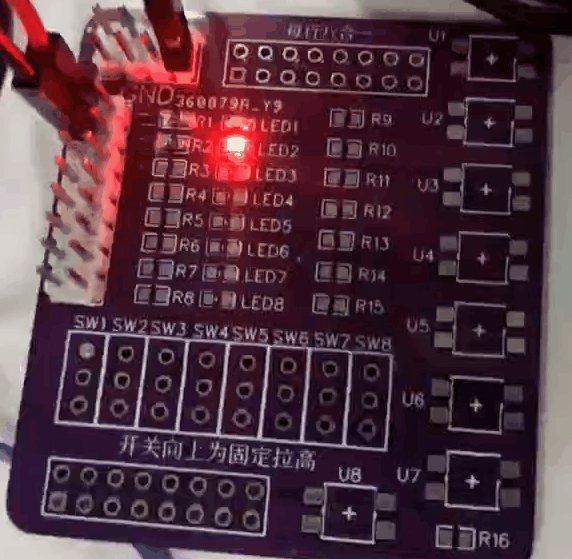 U1
GND
360079A_Y9
R1 LED1 R9
R2 LED2 R10 U2
R3 LED3 R11 U3
R4 LED4 R12
R5 LED5
R6 LED6 R13 U4
R7 LED7 R14
R8 LED8 R15 U5
SW1 SW2 SW3 SW4 SW5 SW6 SW7 SW8
U6
开关向上为固定拉高
U8 U7
R16